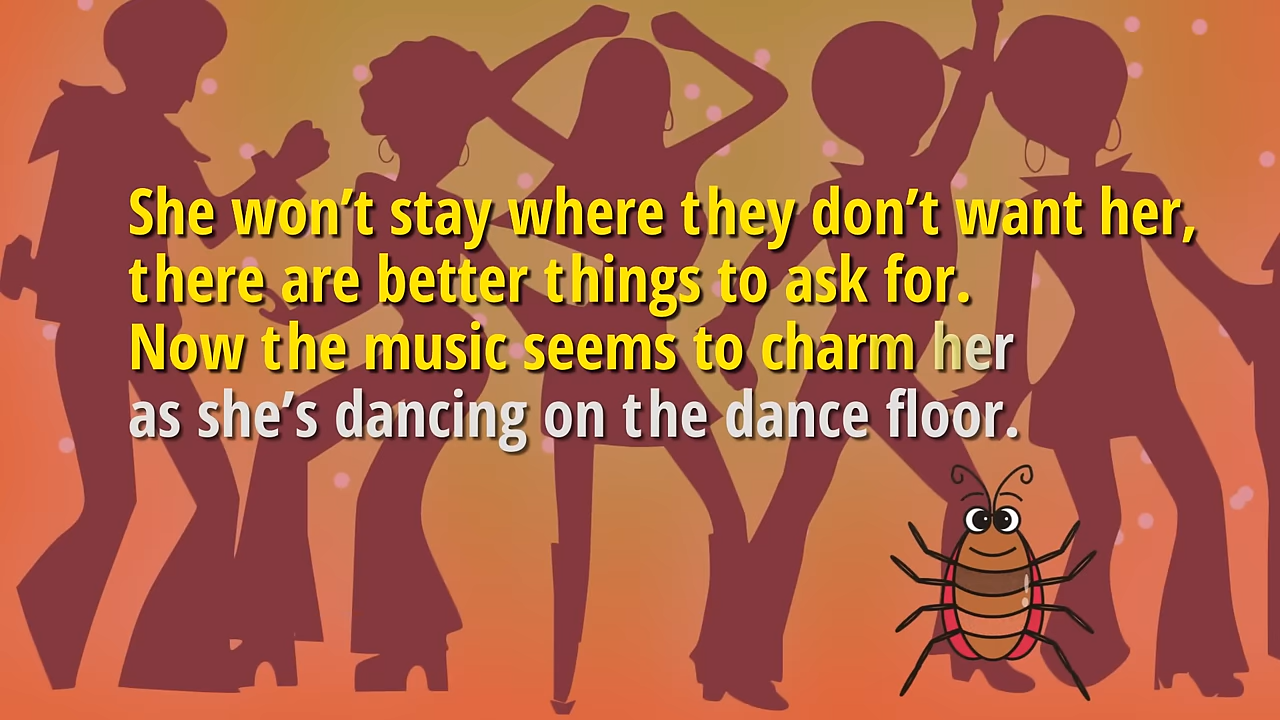 She won’t stay where they don’t want her,
there are better things to ask for.
Now the music seems to charm her
as she’s dancing on the dance floor.